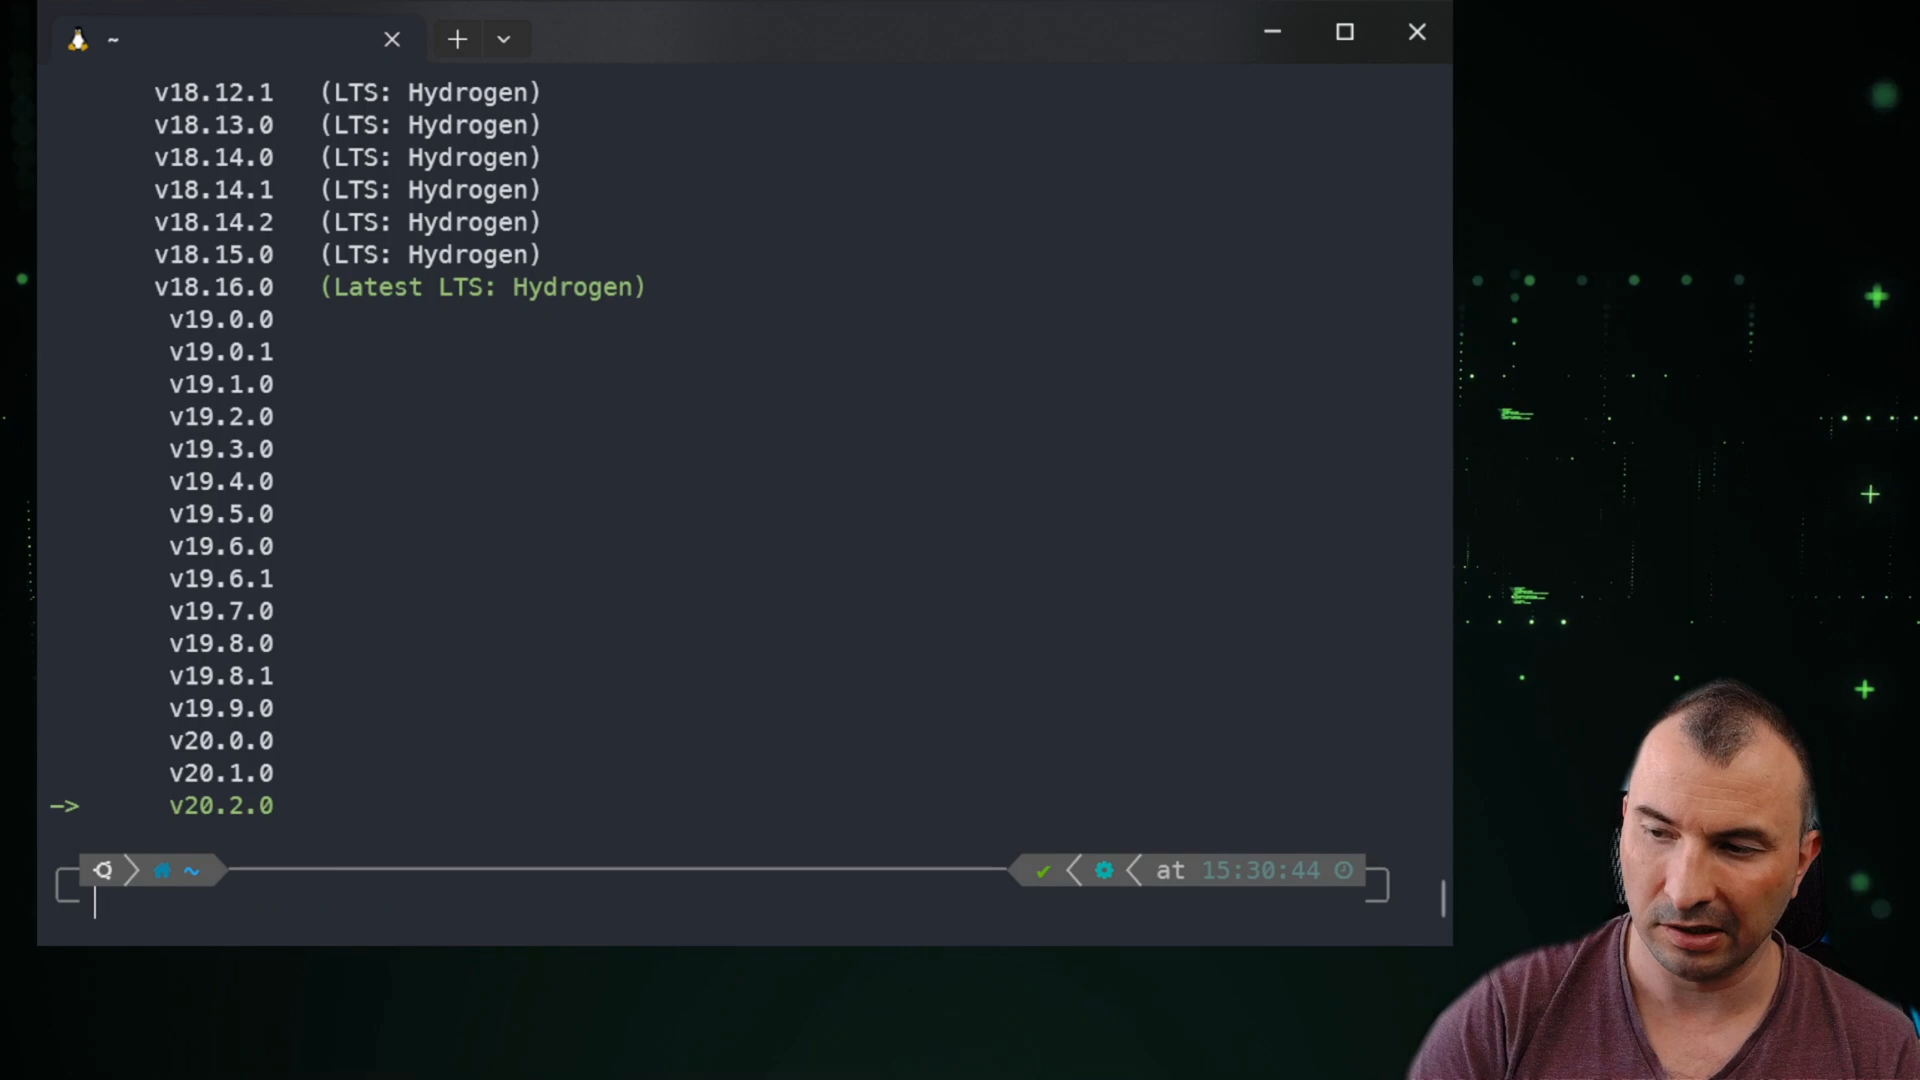 ~
v18.12.1 (LTS: Hydrogen)
v18.13.0 (LTS: Hydrogen)
v18.14.0 (LTS: Hydrogen)
v18.14.1 (LTS: Hydrogen)
v18.14.2 (LTS: Hydrogen)
v18.15.0 (LTS: Hydrogen)
v18.16.0 (Latest LTS: Hydrogen)
v19.0.0
v19.0.1
v19.1.0
v19.2.0
v19.3.0
v19.4.0
v19.5.0
v19.6.0
v19.6.1
v19.7.0
v19.8.0
v19.8.1
v19.9.0
v20.0.0
v20.1.0
-> v20.2.0
~ at 15:30:44